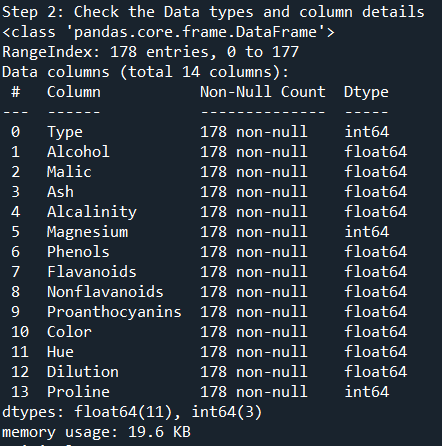 Step 2: Check the Data types and column details
<class 'pandas.core.frame.DataFrame'>
RangeIndex: 178 entries, 0 to 177
Data columns (total 14 columns):
 #   Column           Non-Null Count  Dtype
---  ------           --------------  -----
 0   Type             178 non-null    int64
 1   Alcohol          178 non-null    float64
 2   Malic            178 non-null    float64
 3   Ash              178 non-null    float64
 4   Alcalinity       178 non-null    float64
 5   Magnesium        178 non-null    int64
 6   Phenols          178 non-null    float64
 7   Flavanoids       178 non-null    float64
 8   Nonflavanoids    178 non-null    float64
 9   Proanthocyanins  178 non-null    float64
 10  Color            178 non-null    float64
 11  Hue              178 non-null    float64
 12  Dilution         178 non-null    float64
 13  Proline          178 non-null    int64
dtypes: float64(11), int64(3)
memory usage: 19.6 KB